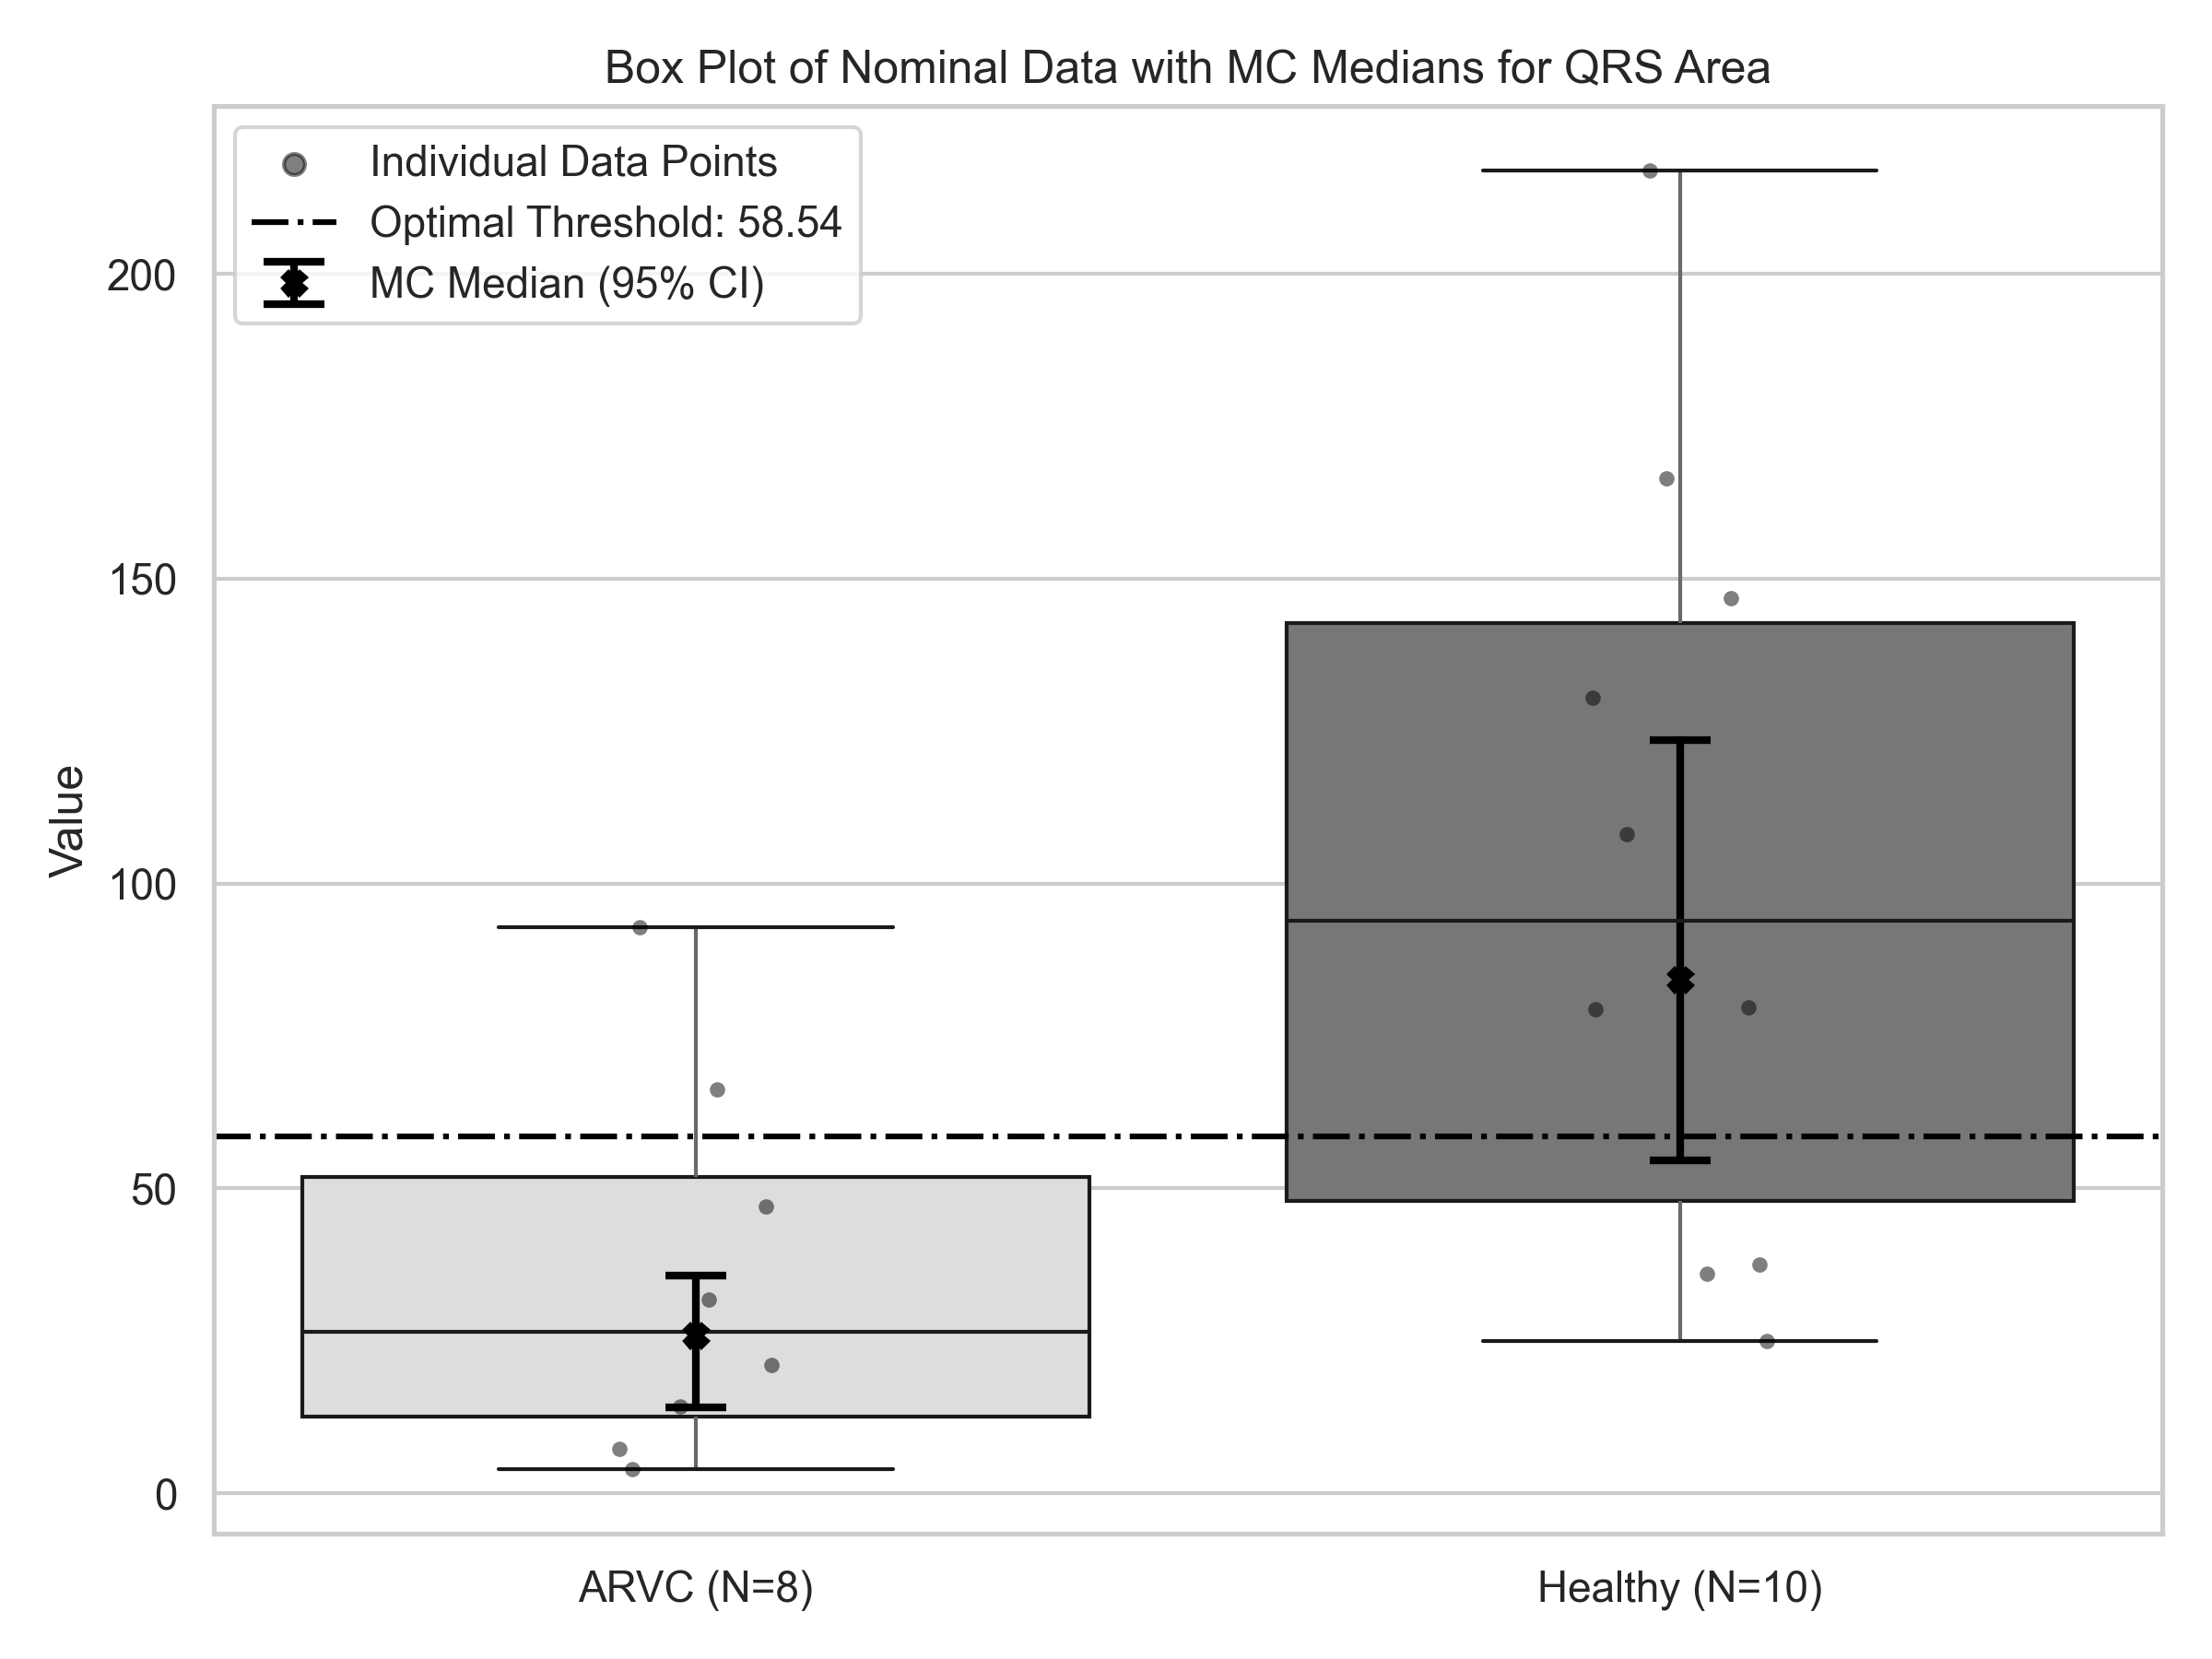 Box Plot of Nominal Data with MC Medians for QRS Area
Individual Data Points
Optimal Threshold: 58.54
MC Median (95% CI)
Value
200
150
100
50
0
ARVC (N=8)
Healthy (N=10)